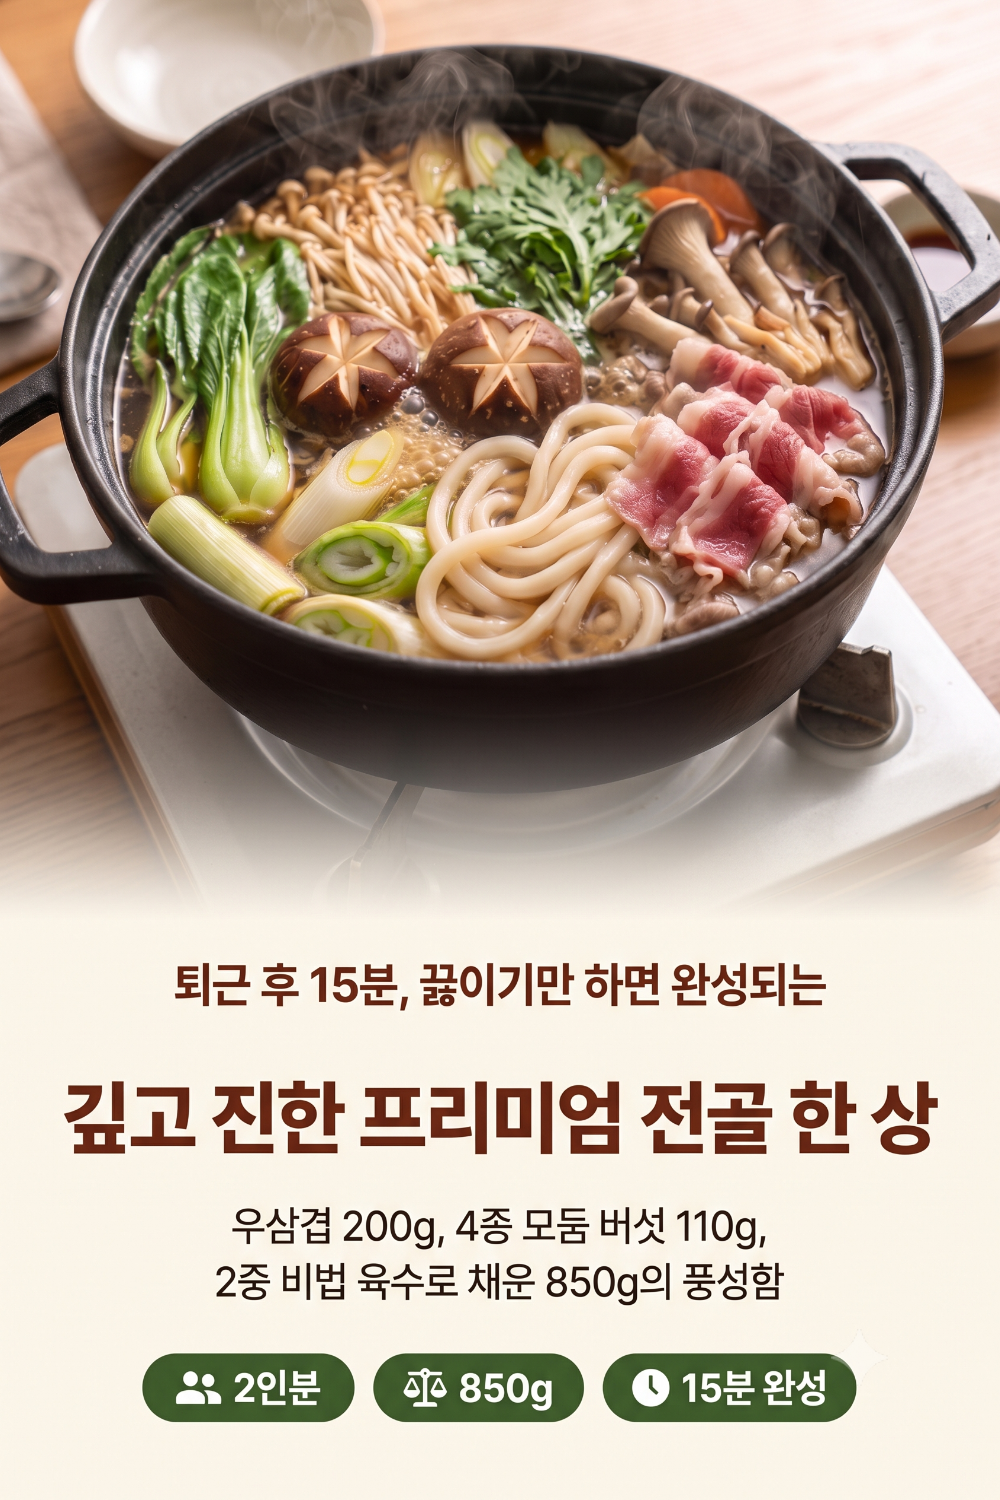 퇴근 후 15분, 끓이기만 하면 완성되는
깊고 진한 프리미엄 전골 한 상
우삼겹 200g, 4종 모둠 버섯 110g,
2중 비법 육수로 채운 850g의 풍성함
2인분
850g
15분 완성